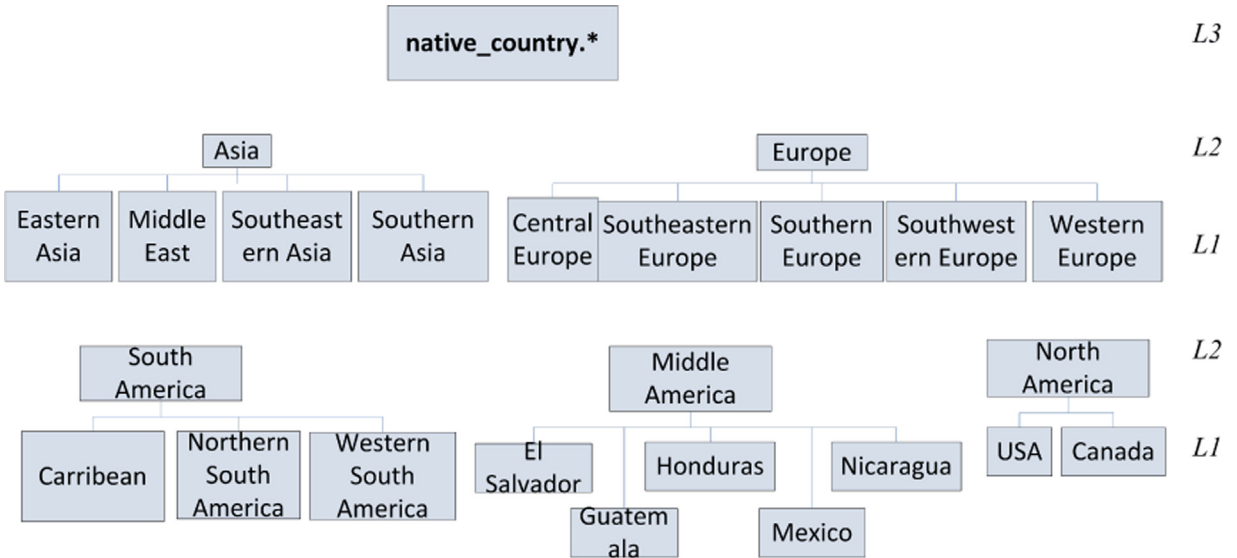 native_country.*
L3
Asia
Europe
L2
Eastern
Asia
Middle
East
Southeast
ern Asia
Southern
Asia
Central
Europe
Southeastern
Europe
Southern
Europe
Southwest
ern Europe
Western
Europe
L1
South
America
Middle
America
North
America
L2
Carribean
Northern
South
America
Western
South
America
El
Salvador
Guatem
ala
Honduras
Mexico
Nicaragua
USA
Canada
L1